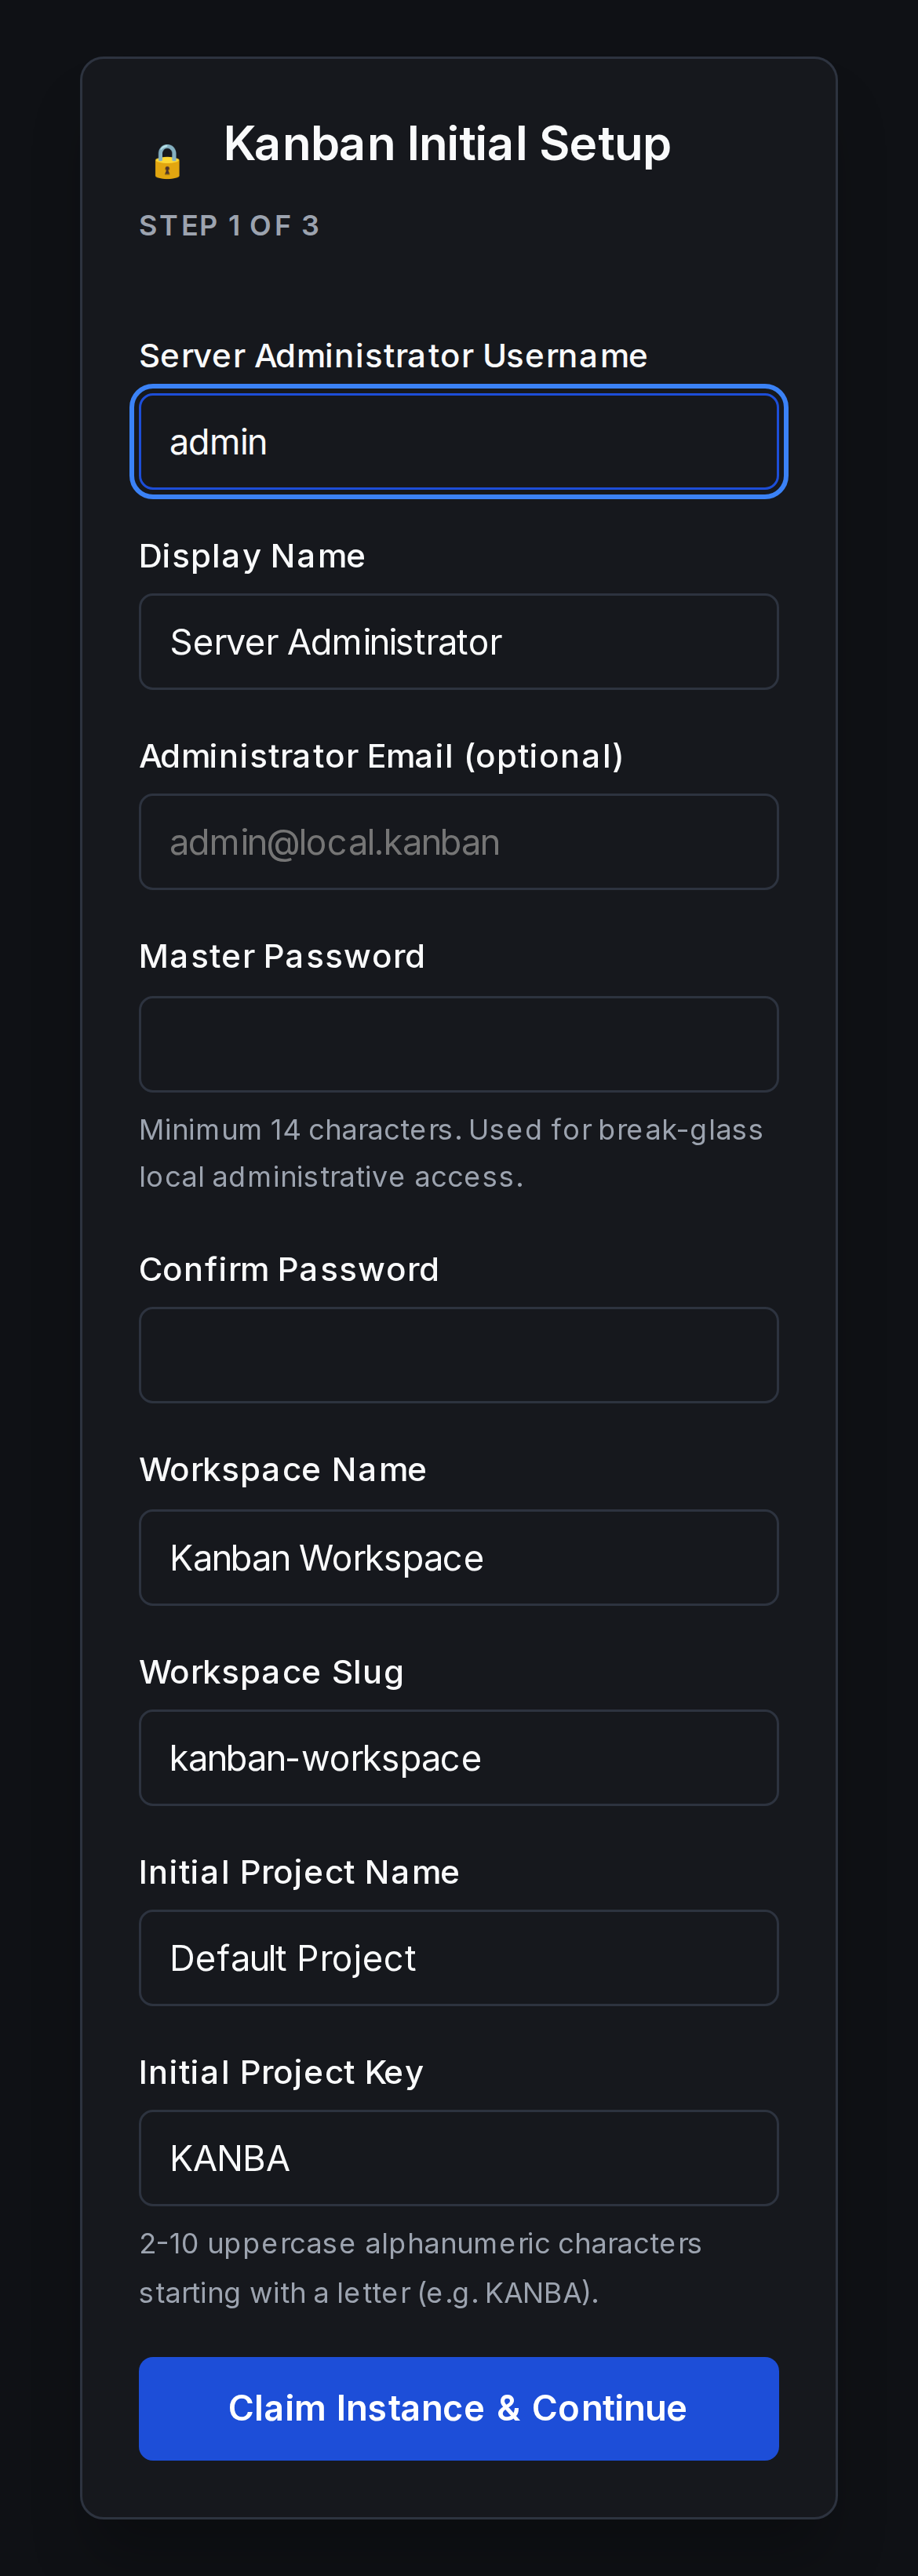 🔒 Kanban Initial Setup
STEP 1 OF 3
Server Administrator Username
admin
Display Name
Server Administrator
Administrator Email (optional)
admin@local.kanban
Master Password
Minimum 14 characters. Used for break-glass
local administrative access.
Confirm Password
Workspace Name
Kanban Workspace
Workspace Slug
kanban-workspace
Initial Project Name
Default Project
Initial Project Key
KANBA
2-10 uppercase alphanumeric characters
starting with a letter (e.g. KANBA).
Claim Instance & Continue